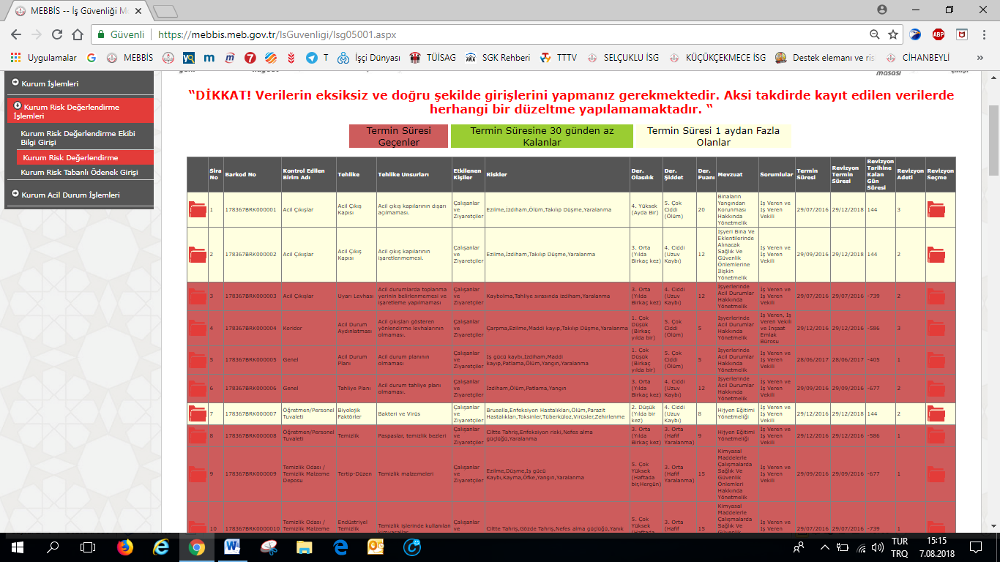 MEBBİS -- İş Güvenliği M
Güvenli | https://mebbis.meb.gov.tr/IsGuvenligi/Isg05001.aspx
Uygulamalar MEBBİS T İşçi Dünyası TÜİSAG SGK Rehberi TTTV SELÇUKLU İSG KÜÇÜKÇEKMECE İSG Destek elemanı ve ris CİHANBEYLİ »
masası
Kurum İşlemleri
Kurum Risk Değerlendirme
İşlemleri
Kurum Risk Değerlendirme Ekibi
Bilgi Girişi
Kurum Risk Değerlendirme
Kurum Risk Tabanlı Ödenek Girişi
Kurum Acil Durum İşlemleri
"DİKKAT! Verilerin eksiksiz ve doğru şekilde girişlerini yapmanız gerekmektedir. Aksi takdirde kayıt edilen verilerde
herhangi bir düzeltme yapılamamaktadır. "
Termin Süresi
Geçenler
Termin Süresine 30 günden az
Kalanlar
Termin Süresi 1 aydan Fazla
Olanlar
Sira No Barkod No Kontrol Edilen Birim Adı Tehlike Tehlike Unsurları Etkilenen Kişiler Riskler Der. Olasılık Der. Şiddet Der. Puanı Mevzuat Sorumlular Termin Süresi Revizyon Termin Süresi Revizyon Tarihine Kalan Gün Süresi Revizyon Adeti Revizyon Seçme
1 178367BRK000001 Acil Çıkışlar Acil Çıkış Kapısı Acil çıkış kapılarının dışarı açılmaması. Çalışanlar ve Ziyaretçiler Ezilme,İzdiham,Ölüm,Takılıp Düşme,Yaralanma 4. Yüksek (Ayda Bir) 5. Çok Ciddi (Ölüm) 20 Binaların Yangından Korunması Hakkında Yönetmelik İş Veren ve İş Veren Vekili 29/07/2016 29/12/2018 144 3
2 178367BRK000002 Acil Çıkışlar Acil Çıkış Kapısı Acil çıkış kapılarının işaretlenmemesi. Çalışanlar ve Ziyaretçiler Ezilme,İzdiham,Takılıp Düşme,Yaralanma 3. Orta (Yılda Birkaç kez) 4. Ciddi (Uzuv Kaybı) 12 İşyeri Bina Ve Eklentilerinde Alınacak Sağlık Ve Güvenlik Önlemlerine İlişkin Yönetmelik İş Veren ve İş Veren Vekili 29/09/2016 29/12/2018 144 2
3 178367BRK000003 Acil Çıkışlar Uyarı Levhası Acil durumlarda toplanma yerinin belirlenmemesi ve işaretleme yapılmaması Çalışanlar ve Ziyaretçiler Kaybolma,Tahliye sırasında izdiham,Yaralanma 3. Orta (Yılda Birkaç kez) 4. Ciddi (Uzuv Kaybı) 12 İşyerlerinde Acil Durumlar Hakkında Yönetmelik İş Veren ve İş Veren Vekili 29/07/2016 29/07/2016 -739 2
4 178367BRK000004 Koridor Acil Durum Aydınlatması Acil çıkışları gösteren yönlendirme levhalarının olmaması. Çalışanlar ve Ziyaretçiler Çarpma,Ezilme,Maddi kayıp,Takılıp Düşme,Yaralanma 1. Çok Düşük (Birkaç yılda bir) 5. Çok Ciddi (Ölüm) 5 İşyerlerinde Acil Durumlar Hakkında Yönetmelik İş Veren, İş Veren Vekili ve İnşaat Emlak Bürosu 29/12/2016 29/12/2016 -586 3
5 178367BRK000005 Genel Acil Durum Planı Acil durum planının olmaması Çalışanlar ve Ziyaretçiler İş gücü kaybı,İzdiham,Maddi kayıp,Patlama,Ölüm,Yangın,Yaralanma 1. Çok Düşük (Birkaç yılda bir) 5. Çok Ciddi (Ölüm) 5 İşyerlerinde Acil Durumlar Hakkında Yönetmelik İş Veren ve İş Veren Vekili 28/06/2017 28/06/2017 -405 1
6 178367BRK000006 Genel Tahliye Planı Acil durum tahliye planı olmaması. Çalışanlar ve Ziyaretçiler İzdiham,Ölüm,Patlama,Yangın 3. Orta (Yılda Birkaç kez) 4. Ciddi (Uzuv Kaybı) 12 İşyerlerinde Acil Durumlar Hakkında Yönetmelik İş Veren ve İş Veren Vekili 29/09/2016 29/09/2016 -677 2
7 178367BRK000007 Öğretmen/Personel Tuvaleti Biyolojik Faktörler Bakteri ve Virüs Çalışanlar ve Ziyaretçiler Brusella,Enfeksiyon Hastalıkları,Ölüm,Parazit Hastalıkları,Toksinler,Tüberküloz,Virüsler,Zehirlenme 2. Düşük (Yılda bir kez) 4. Ciddi (Uzuv Kaybı) 8 Hijyen Eğitimi Yönetmeliği İş Veren ve İş Veren Vekili 29/12/2016 29/12/2018 144 2
8 178367BRK000008 Öğretmen/Personel Tuvaleti Temizlik Paspaslar, temizlik bezleri Çalışanlar ve Ziyaretçiler Ciltte Tahriş,Enfeksiyon riski,Nefes alma güçlüğü,Yaralanma 3. Orta (Yılda Birkaç kez) 3. Orta (Hafif Yaralanma) 9 Hijyen Eğitimi Yönetmeliği İş Veren ve İş Veren Vekili 29/12/2016 29/12/2016 -586 1
9 178367BRK000009 Temizlik Odası / Temizlik Malzeme Deposu Tertip-Düzen Temizlik malzemeleri Çalışanlar ve Ziyaretçiler Ezilme,Düşme,İş gücü Kaybı,Kayma,Öfke,Yangın,Yaralanma 5. Çok Yüksek (Haftada bir,Hergün) 3. Orta (Hafif Yaralanma) 15 Kimyasal Maddelerle Çalışmalarda Sağlık Ve Güvenlik Önlemleri Hakkında Yönetmelik İş Veren ve İş Veren Vekili 29/09/2016 29/09/2016 -677 1
10 178367BRK0000010 Temizlik Odası / Temizlik Malzeme Endüstriyel Temizlik Temizlik işlerinde kullanılan Çalışanlar ve Ciltte Tahriş,Gözde Tahriş,Nefes alma güçlüğü,Yanık 5. Çok Yüksek (Haftada 3. Orta (Hafif 15 Kimyasal Maddelerle Çalışmalarda Sağlık Ve Güvenlik İş Veren ve İş Veren 29/07/2016 29/07/2016 -739 1
TUR
TRQ
15:15
7.08.2018